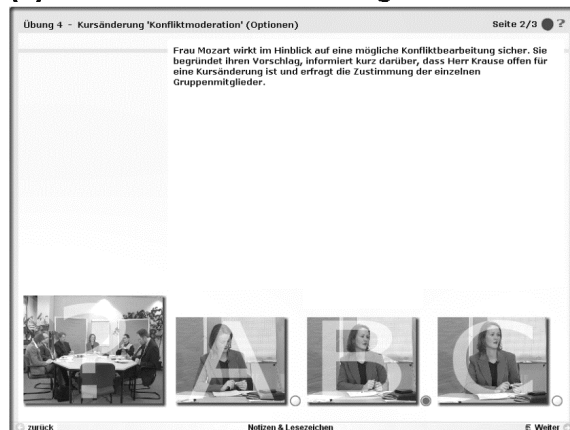 Übung 4 - Kursänderung 'Konfliktmoderation' (Optionen)
Seite 2/3 ?
Frau Mozart wirkt im Hinblick auf eine mögliche Konfliktbearbeitung sicher. Sie
begründet ihren Vorschlag, informiert kurz darüber, dass Herr Krause offen für
eine Kursänderung ist und erfragt die Zustimmung der einzelnen
Gruppenmitglieder.
? A B C
zurück Notizen & Lesezeichen Weiter